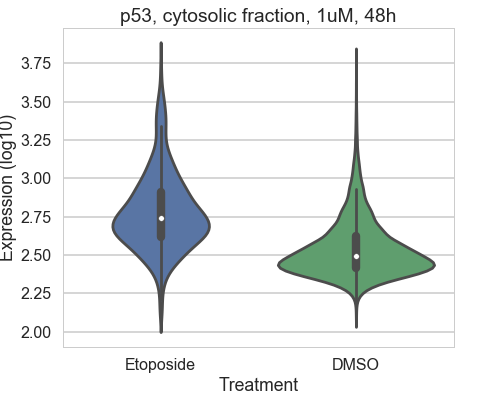 p53, cytosolic fraction, 1uM, 48h
Expression (log10)
3.75
3.50
3.25
3.00
2.75
2.50
2.25
2.00
Etoposide
DMSO
Treatment